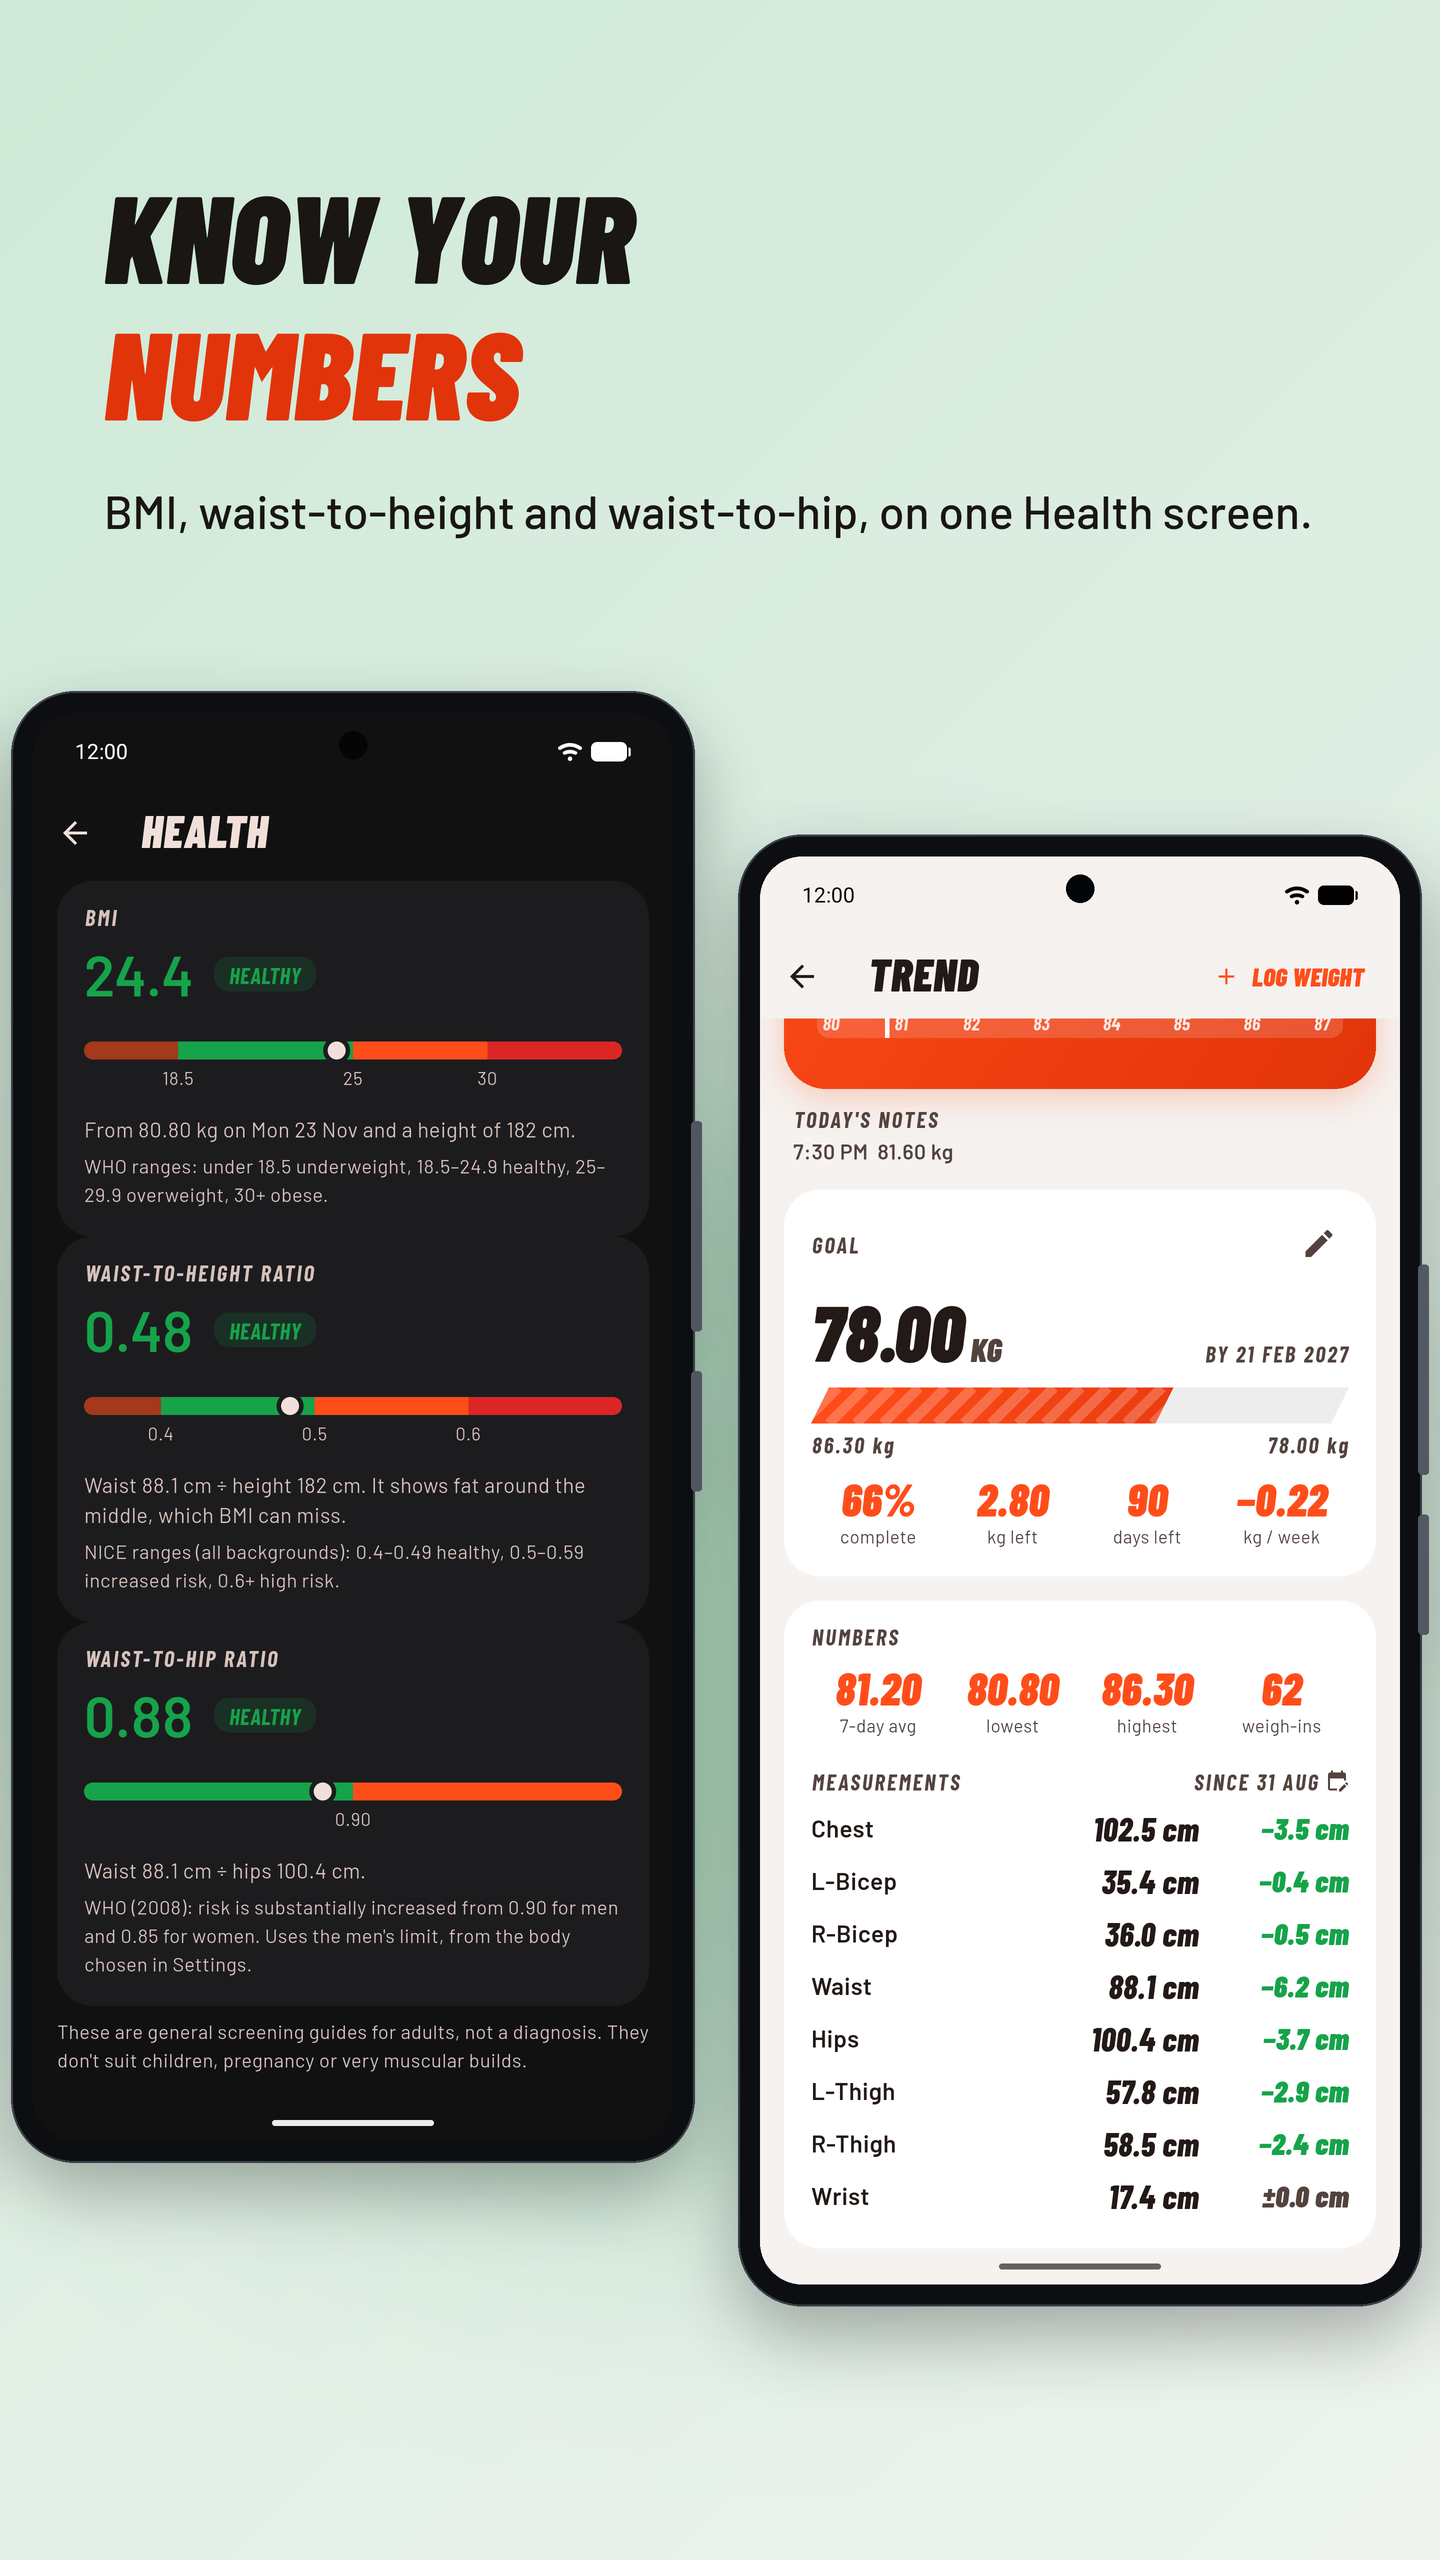 KNOW YOUR
NUMBERS
BMI, waist-to-height and waist-to-hip, on one Health screen.
12:00
HEALTH
BMI
24.4 HEALTHY
18.5 25 30
From 80.80 kg on Mon 23 Nov and a height of 182 cm.
WHO ranges: under 18.5 underweight, 18.5–24.9 healthy, 25–
29.9 overweight, 30+ obese.
WAIST-TO-HEIGHT RATIO
0.48 HEALTHY
0.4 0.5 0.6
Waist 88.1 cm ÷ height 182 cm. It shows fat around the
middle, which BMI can miss.
NICE ranges (all backgrounds): 0.4–0.49 healthy, 0.5–0.59
increased risk, 0.6+ high risk.
WAIST-TO-HIP RATIO
0.88 HEALTHY
0.90
Waist 88.1 cm ÷ hips 100.4 cm.
WHO (2008): risk is substantially increased from 0.90 for men
and 0.85 for women. Uses the men's limit, from the body
chosen in Settings.
These are general screening guides for adults, not a diagnosis. They
don't suit children, pregnancy or very muscular builds.
12:00
TREND + LOG WEIGHT
80 81 82 83 84 85 86 87
TODAY'S NOTES
7:30 PM 81.60 kg
GOAL
78.00 KG BY 21 FEB 2027
86.30 kg 78.00 kg
66% 2.80 90 −0.22
complete kg left days left kg / week
NUMBERS
81.20 80.80 86.30 62
7-day avg lowest highest weigh-ins
MEASUREMENTS SINCE 31 AUG
Chest 102.5 cm −3.5 cm
L-Bicep 35.4 cm −0.4 cm
R-Bicep 36.0 cm −0.5 cm
Waist 88.1 cm −6.2 cm
Hips 100.4 cm −3.7 cm
L-Thigh 57.8 cm −2.9 cm
R-Thigh 58.5 cm −2.4 cm
Wrist 17.4 cm ±0.0 cm